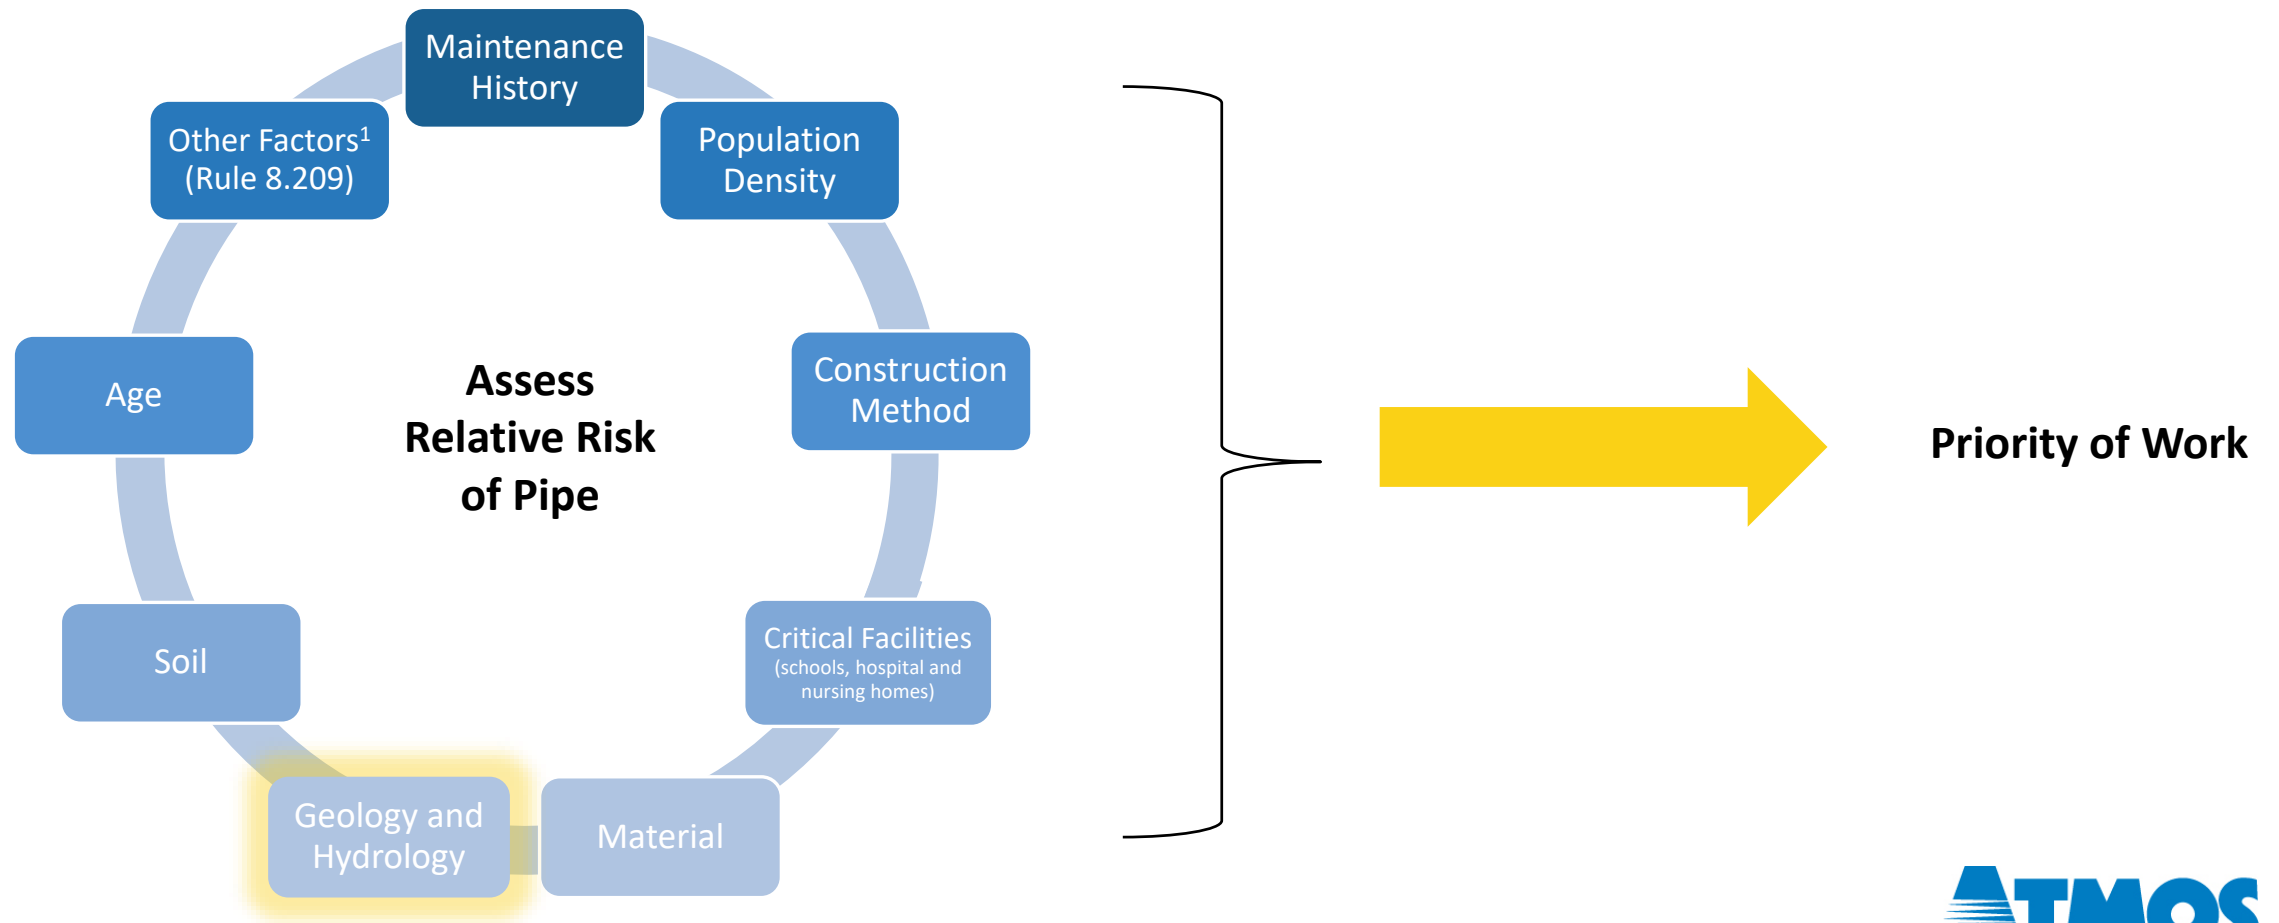 Maintenance
History
Other Factors¹
(Rule 8.209)
Population
Density
Age
Assess
Relative Risk
of Pipe
Construction
Method
Priority of Work
Soil
Critical Facilities
(schools, hospital and
nursing homes)
Geology and
Hydrology
Material
ATMOS